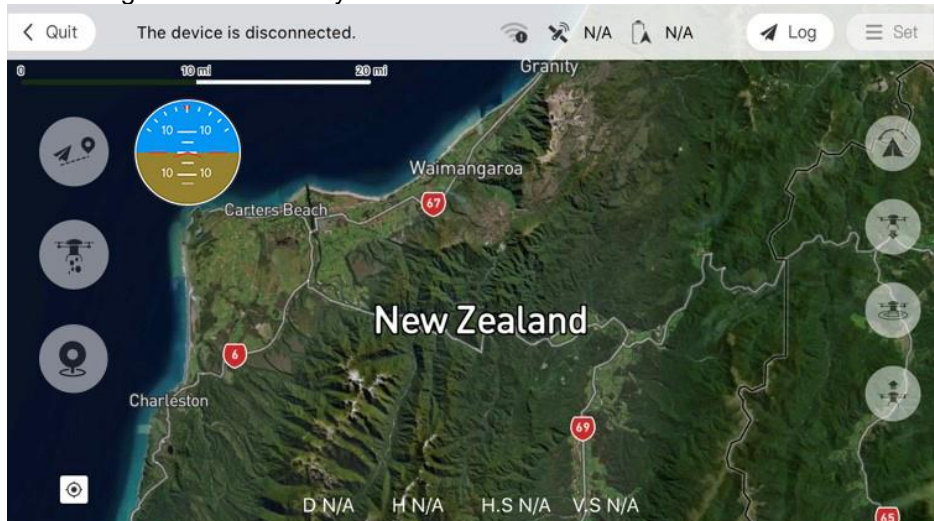 Quit
The device is disconnected.
N/A
N/A
Log
Set
0
10 mi
20 mi
Granity
10 10
10 10
Waimangaroa
67
Carters Beach
New Zealand
6
Charleston
69
D N/A
H N/A
H.S N/A
V.S N/A
65